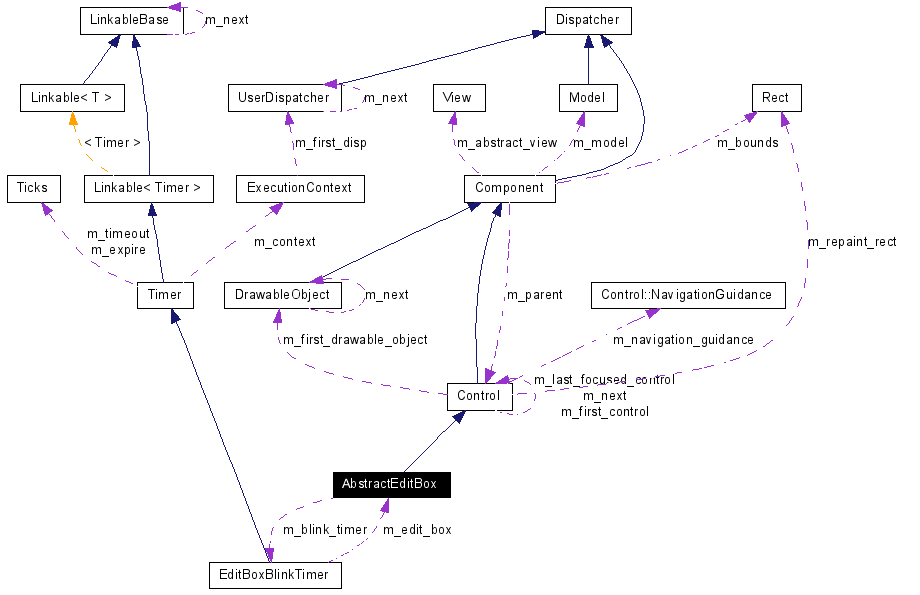 LinkableBase
m_next
Dispatcher
Linkable< T >
UserDispatcher
m_next
View
Model
Rect
< Timer >
m_first_disp
m_abstract_view
m_model
m_bounds
Ticks
Linkable< Timer >
ExecutionContext
Component
m_timeout
m_expire
m_context
m_repaint_rect
Timer
DrawableObject
m_next
m_parent
Control::NavigationGuidance
m_first_drawable_object
m_navigation_guidance
Control
m_last_focused_control
m_next
m_first_control
AbstractEditBox
m_blink_timer
m_edit_box
EditBoxBlinkTimer